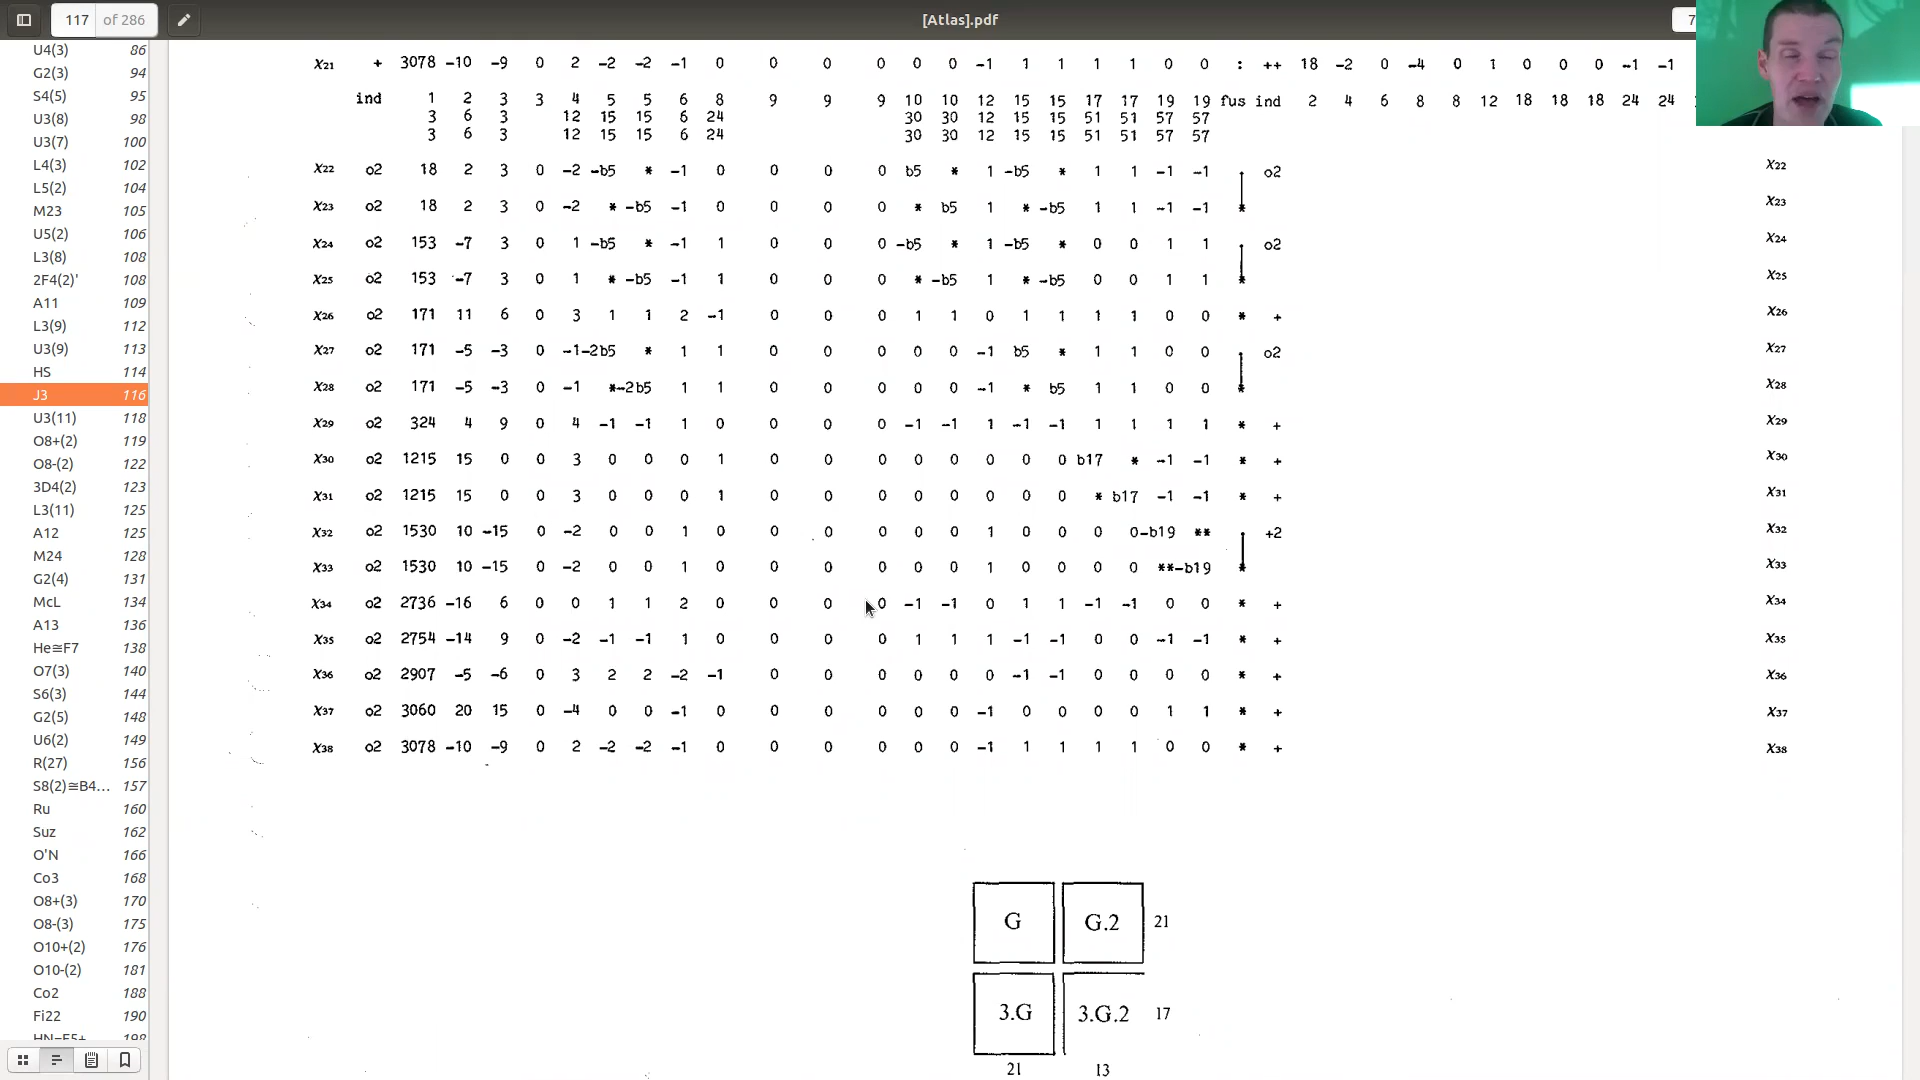 117 of 286 [Atlas].pdf 7
U4(3) 86
G2(3) 94
S4(5) 95
U3(8) 98
U3(7) 100
L4(3) 102
L5(2) 104
M23 105
U5(2) 106
L3(8) 108
2F4(2)' 108
A11 109
L3(9) 112
U3(9) 113
HS 114
J3 116
U3(11) 118
O8+(2) 119
O8-(2) 122
3D4(2) 123
L3(11) 125
A12 125
M24 128
G2(4) 131
McL 134
A13 136
He≅F7 138
O7(3) 140
S6(3) 144
G2(5) 148
U6(2) 149
R(27) 156
S8(2)≅B4... 157
Ru 160
Suz 162
O'N 166
Co3 168
O8+(3) 170
O8-(3) 175
O10+(2) 176
O10-(2) 181
Co2 188
Fi22 190
χ21 + 3078 -10 -9 0 2 -2 -2 -1 0 0 0 0 0 0 -1 1 1 1 1 0 0 : ++ 18 -2 0 -4 0 1 0 0 0 -1 -1
ind 1 2 3 3 4 5 5 6 8 9 9 9 10 10 12 15 15 17 17 19 19 fus ind 2 4 6 8 8 12 18 18 18 24 24
3 6 3 12 15 15 6 24 30 30 12 15 15 51 51 57 57
3 6 3 12 15 15 6 24 30 30 12 15 15 51 51 57 57
χ22 o2 18 2 3 0 -2 -b5 * -1 0 0 0 0 b5 * 1 -b5 * 1 1 -1 -1 o2 χ22
χ23 o2 18 2 3 0 -2 * -b5 -1 0 0 0 0 * b5 1 * -b5 1 1 -1 -1 * χ23
χ24 o2 153 -7 3 0 1 -b5 * -1 1 0 0 0 -b5 * 1 -b5 * 0 0 1 1 o2 χ24
χ25 o2 153 -7 3 0 1 * -b5 -1 1 0 0 0 * -b5 1 * -b5 0 0 1 1 * χ25
χ26 o2 171 11 6 0 3 1 1 2 -1 0 0 0 1 1 0 1 1 1 1 0 0 * + χ26
χ27 o2 171 -5 -3 0 -1 -2b5 * 1 1 0 0 0 0 0 -1 b5 * 1 1 0 0 o2 χ27
χ28 o2 171 -5 -3 0 -1 * -2b5 1 1 0 0 0 0 0 -1 * b5 1 1 0 0 * χ28
χ29 o2 324 4 9 0 4 -1 -1 1 0 0 0 0 -1 -1 1 -1 -1 1 1 1 1 * + χ29
χ30 o2 1215 15 0 0 3 0 0 0 1 0 0 0 0 0 0 0 0 b17 * -1 -1 * + χ30
χ31 o2 1215 15 0 0 3 0 0 0 1 0 0 0 0 0 0 0 0 * b17 -1 -1 * + χ31
χ32 o2 1530 10 -15 0 -2 0 0 1 0 0 0 0 0 0 1 0 0 0 0 -b19 ** +2 χ32
χ33 o2 1530 10 -15 0 -2 0 0 1 0 0 0 0 0 0 1 0 0 0 0 ** -b19 * χ33
χ34 o2 2736 -16 6 0 0 1 1 2 0 0 0 0 -1 -1 0 1 1 -1 -1 0 0 * + χ34
χ35 o2 2754 -14 9 0 -2 -1 -1 1 0 0 0 0 1 1 1 -1 -1 0 0 -1 -1 * + χ35
χ36 o2 2907 -5 -6 0 3 2 2 -2 -1 0 0 0 0 0 0 -1 -1 0 0 0 0 * + χ36
χ37 o2 3060 20 15 0 -4 0 0 -1 0 0 0 0 0 0 -1 0 0 0 0 1 1 * + χ37
χ38 o2 3078 -10 -9 0 2 -2 -2 -1 0 0 0 0 0 0 -1 1 1 1 1 0 0 * + χ38
G G.2 21
3.G 3.G.2 17
21 13